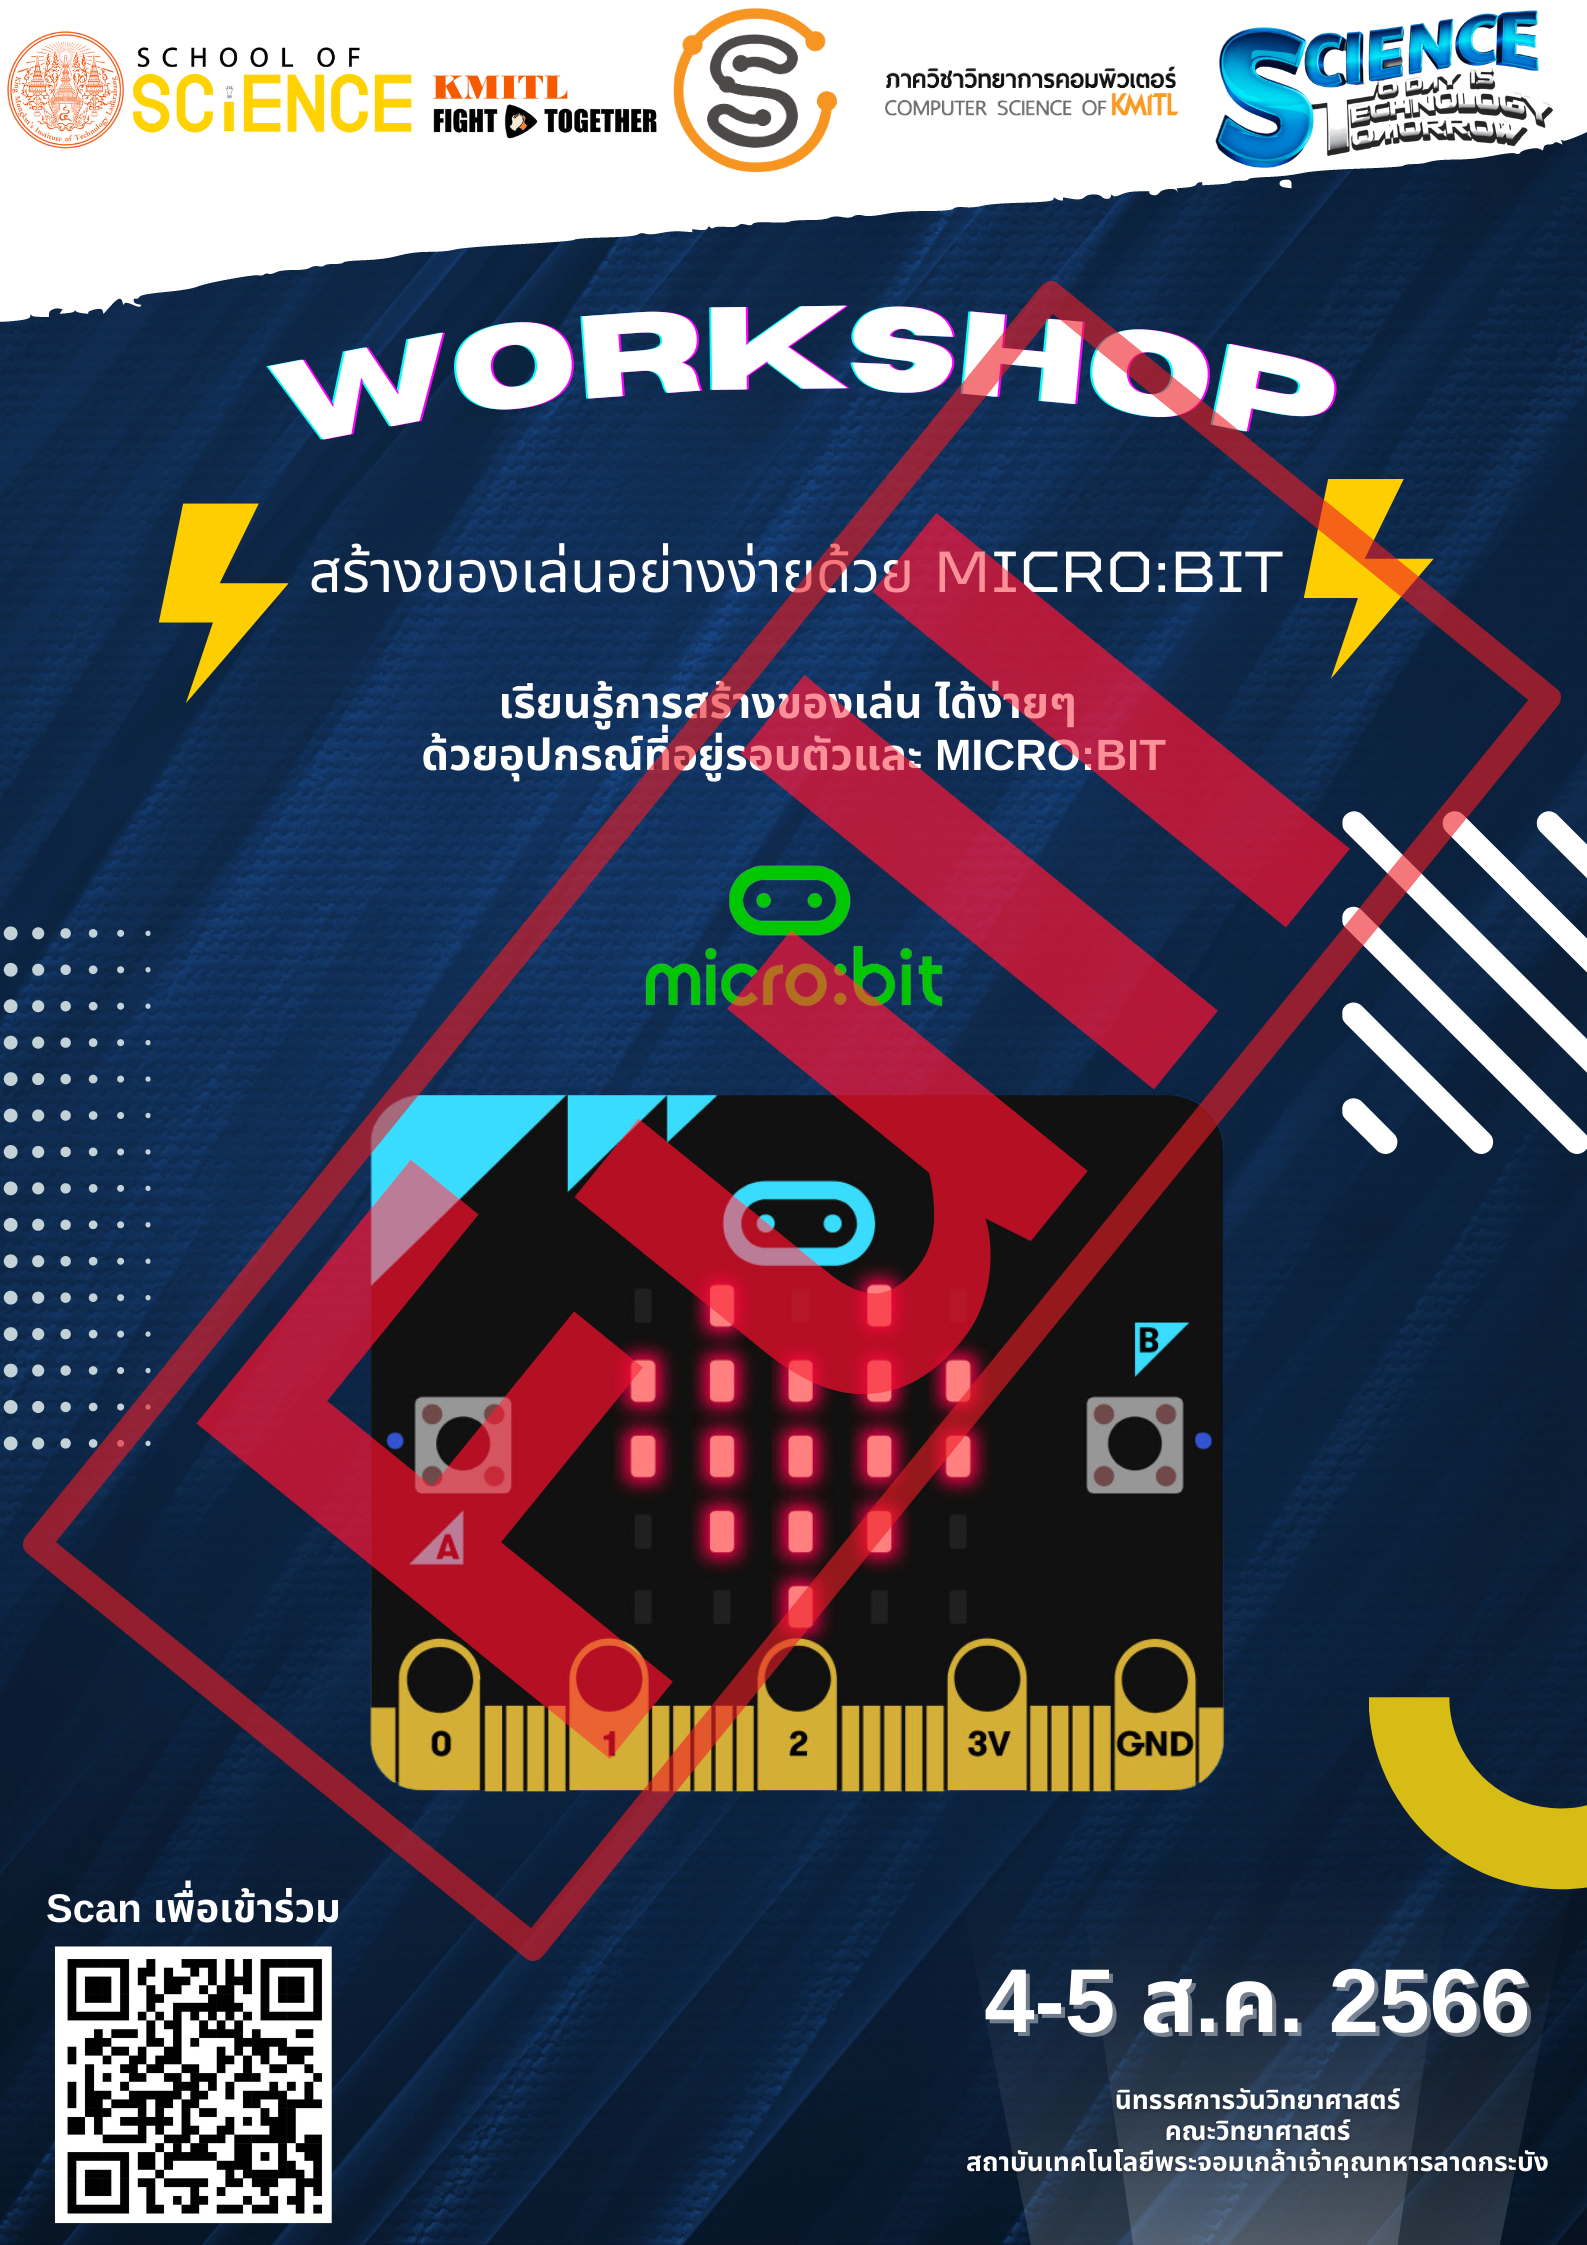 SCHOOL OF
SCiENCE
KMITL
FIGHT TOGETHER
ภาควิชาวิทยาการคอมพิวเตอร์
COMPUTER SCIENCE OF KMITL
SCIENCE
TODAY IS
TECHNOLOGY
TOMORROW
WORKSHOP
สร้างของเล่นอย่างง่ายด้วย MICRO:BIT
เรียนรู้การสร้างของเล่น ได้ง่ายๆ
ด้วยอุปกรณ์ที่อยู่รอบตัวและ MICRO:BIT
micro:bit
B
A
0 1 2 3V GND
Scan เพื่อเข้าร่วม
4-5 ส.ค. 2566
นิทรรศการวันวิทยาศาสตร์
คณะวิทยาศาสตร์
สถาบันเทคโนโลยีพระจอมเกล้าเจ้าคุณทหารลาดกระบัง